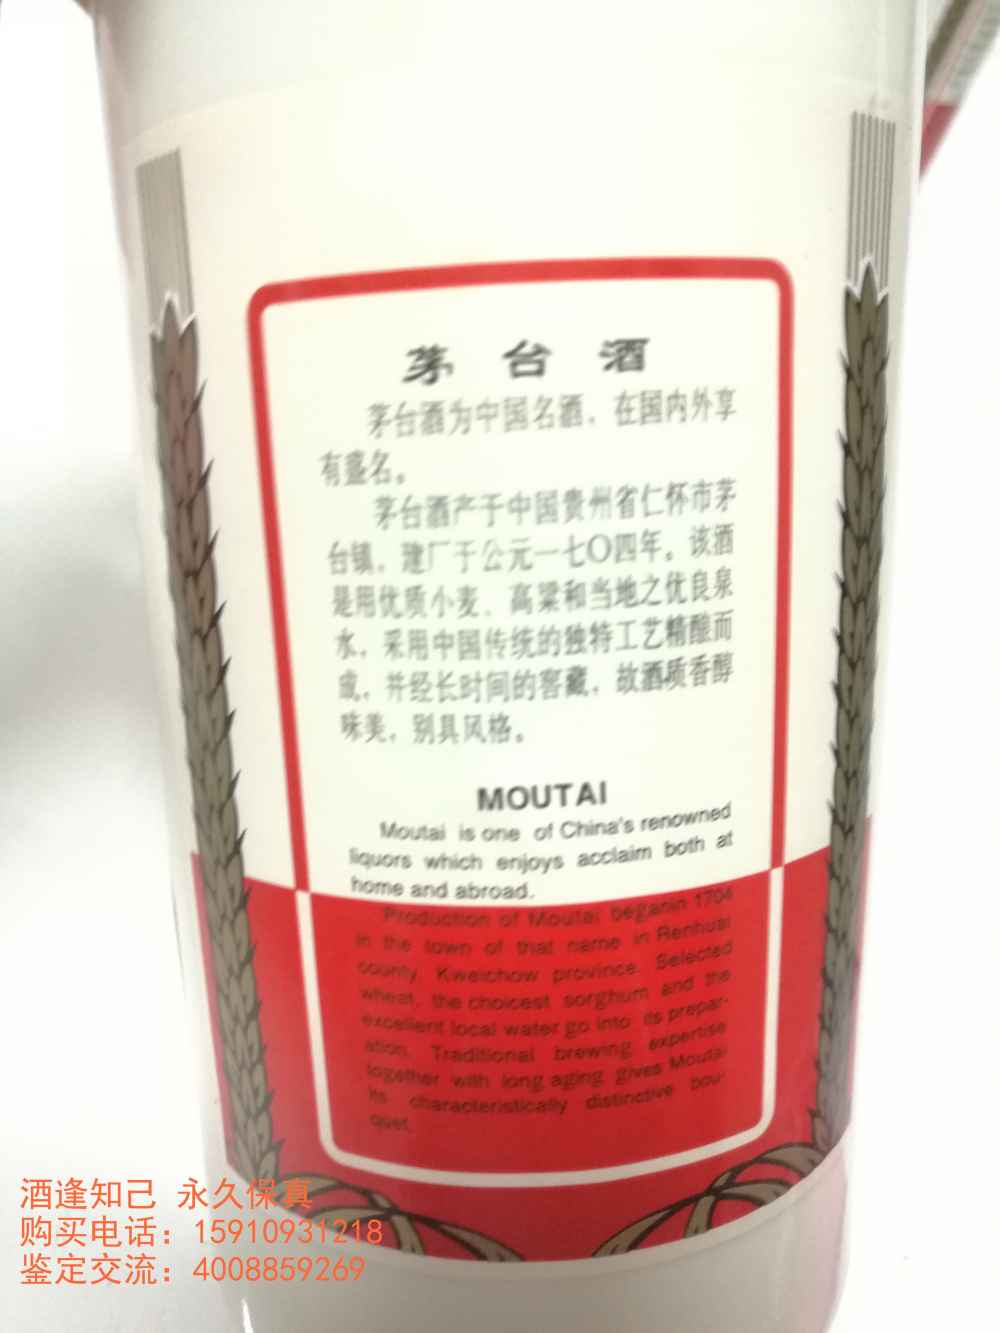 茅台酒
茅台酒为中国名酒，在国内外享
有盛名。
茅台酒产于中国贵州省仁怀市茅
台镇，建厂于公元一七〇四年。该酒
是用优质小麦、高粱和当地之优良泉
水，采用中国传统的独特工艺精酿而
成，并经长时间的窖藏，故酒质香醇
味美，别具风格。
MOUTAI
Moutai is one of China's renowned
liquors which enjoys acclaim both at
home and abroad.
Production of Moutai beganin 1704
in the town of that name in Renhuai
county, Kweichow province. Selected
wheat, the choicest sorghum and the
excellent local water go into its prepar-
ation. Traditional brewing expertise
together with long aging gives Moutai
its characteristically distinctive bou-
quet.
酒逢知己 永久保真
购买电话：15910931218
鉴定交流：4008859269